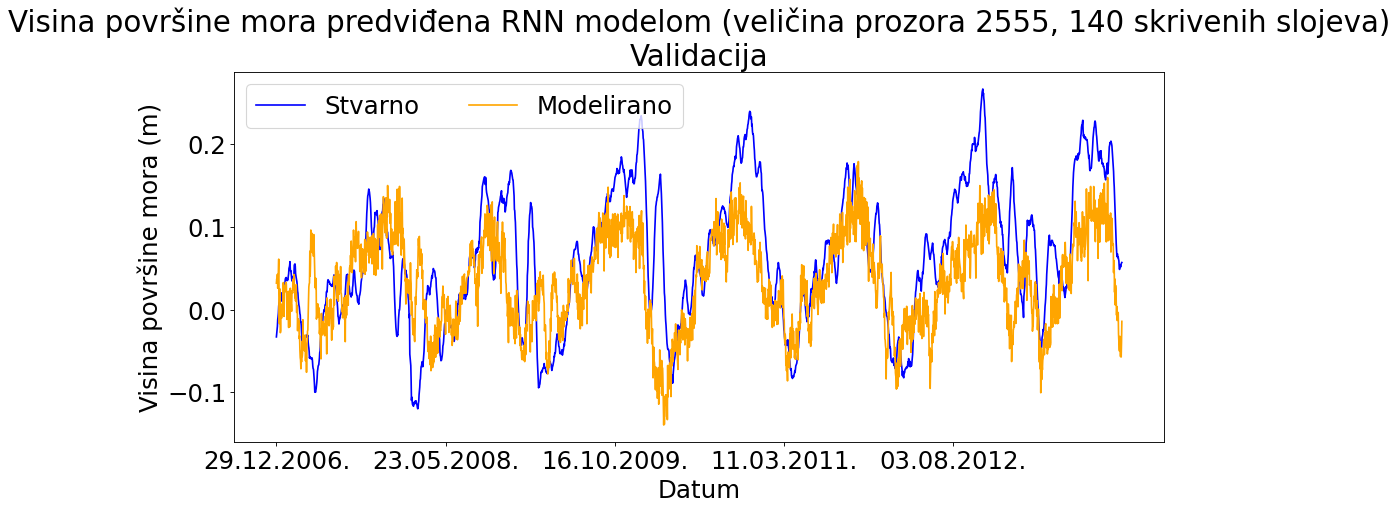 Visina površine mora predviđena RNN modelom (veličina prozora 2555, 140 skrivenih slojeva)
Validacija
Stvarno
Modelirano
Visina površine mora (m)
0.2
0.1
0.0
−0.1
29.12.2006.
23.05.2008.
16.10.2009.
11.03.2011.
03.08.2012.
Datum